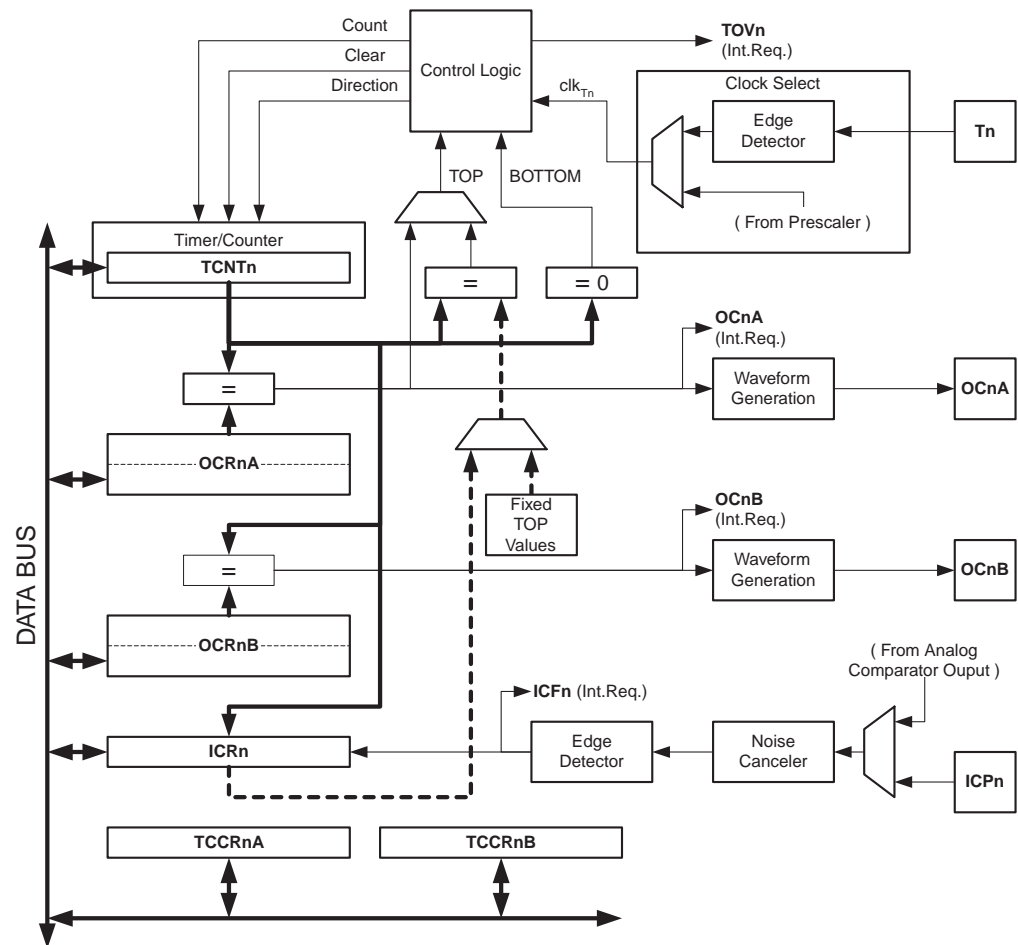 Count
Clear
Direction
Control Logic
TOVn
(Int.Req.)
clkTn
Clock Select
Edge
Detector
Tn
( From Prescaler )
TOP
BOTTOM
Timer/Counter
TCNTn
=
= 0
OCnA
(Int.Req.)
=
Waveform
Generation
OCnA
OCRnA
Fixed
TOP
Values
OCnB
(Int.Req.)
=
Waveform
Generation
OCnB
OCRnB
DATA BUS
( From Analog
Comparator Ouput )
ICFn (Int.Req.)
ICRn
Edge
Detector
Noise
Canceler
ICPn
TCCRnA
TCCRnB